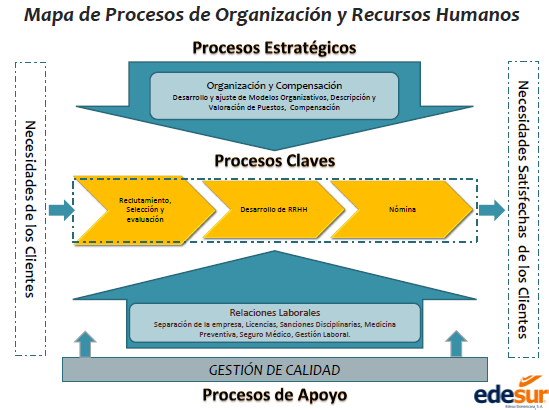 Mapa de Procesos de Organización y Recursos Humanos
Procesos Estratégicos
Organización y Compensación
Desarrollo y ajuste de Modelos Organizativos, Descripción y
Valoración de Puestos, Compensación
Necesidades de los Clientes
Procesos Claves
Reclutamiento,
Selección y
evaluación
Desarrollo de RRHH
Nómina
Necesidades Satisfechas
de los Clientes
Relaciones Laborales
Separación de la empresa, Licencias, Sanciones Disciplinarias, Medicina
Preventiva, Seguro Médico, Gestión Laboral.
GESTIÓN DE CALIDAD
Procesos de Apoyo
edesur